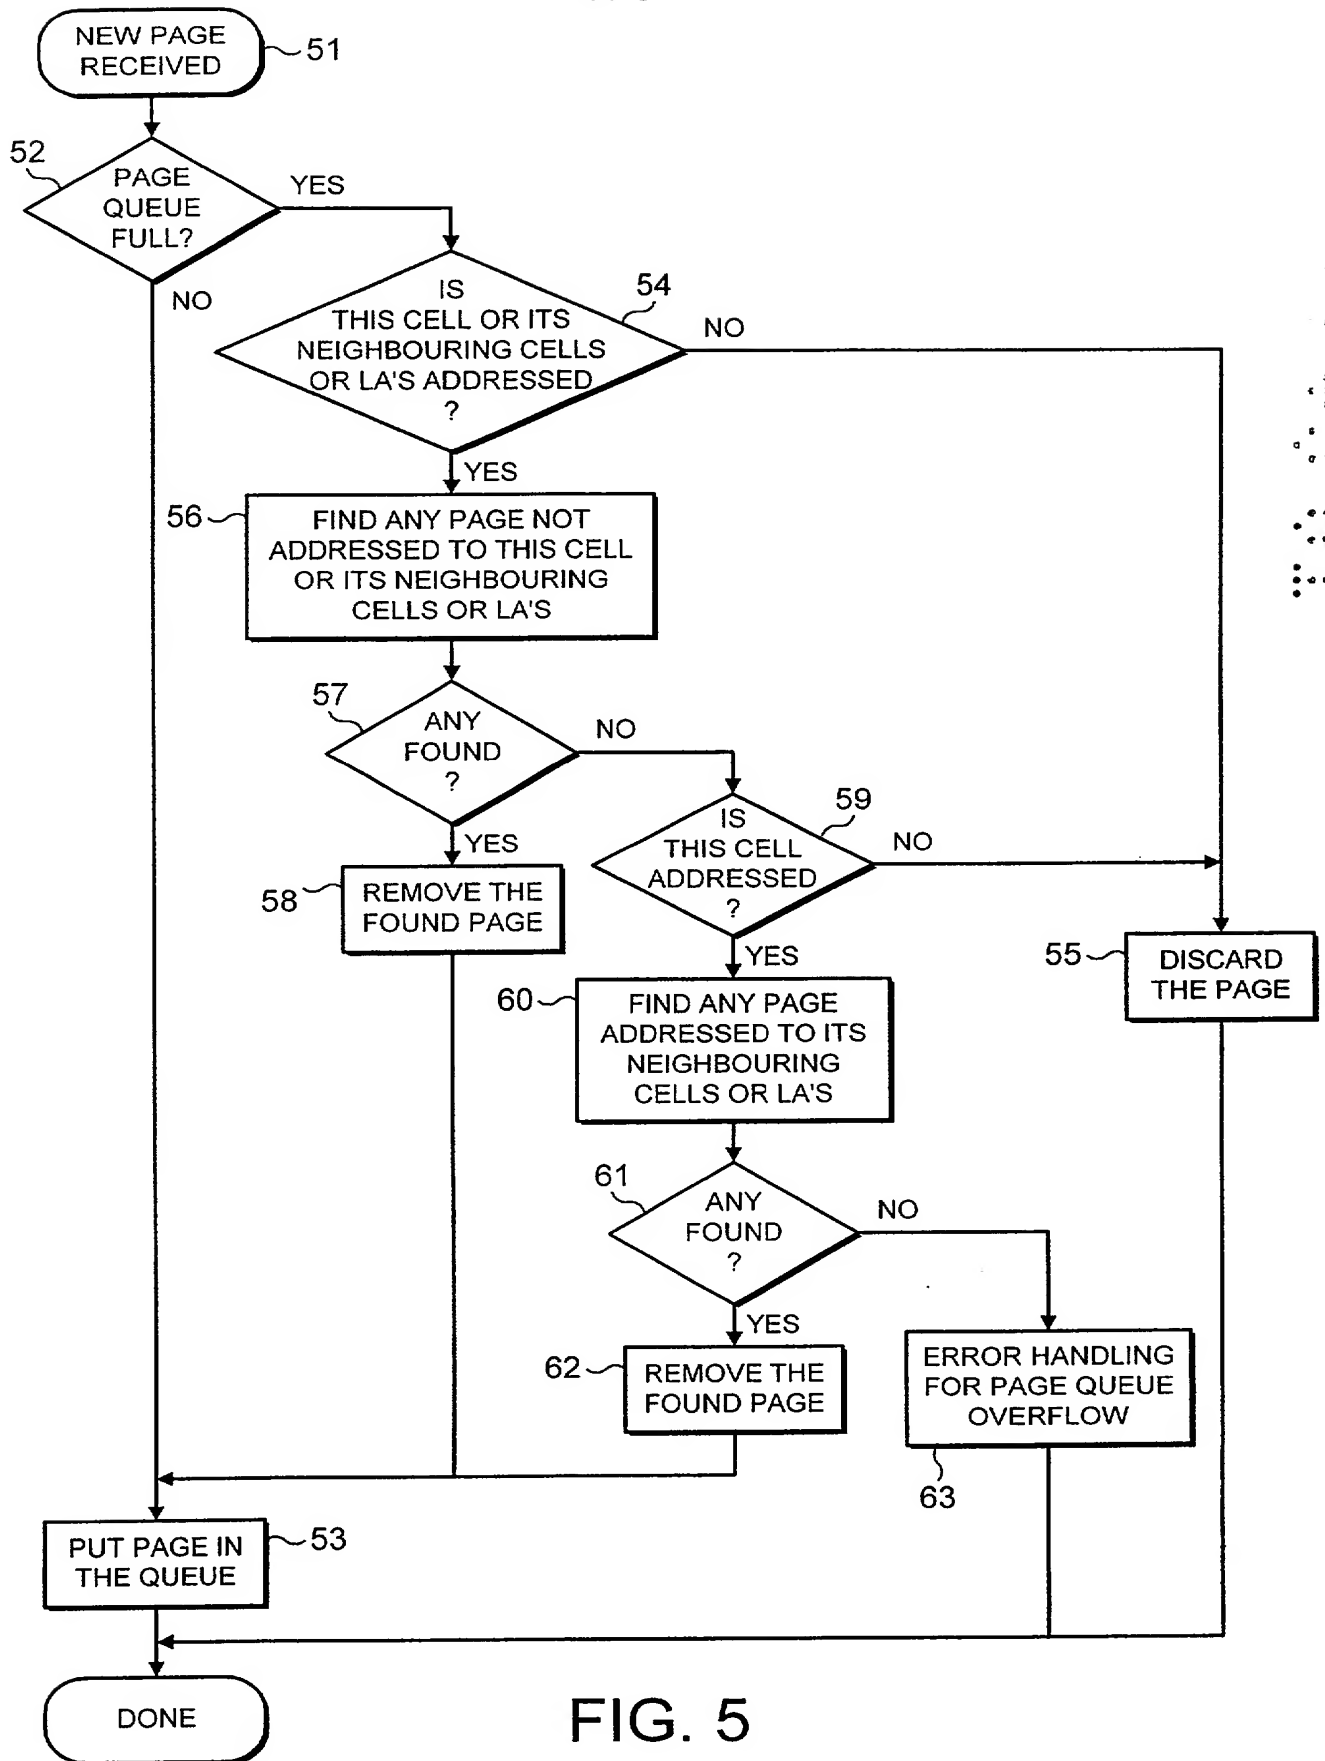 NEW PAGE
RECEIVED
51
52
PAGE
QUEUE
FULL?
YES
NO
IS
THIS CELL OR ITS
NEIGHBOURING CELLS
OR LA'S ADDRESSED
?
54
NO
YES
56
FIND ANY PAGE NOT
ADDRESSED TO THIS CELL
OR ITS NEIGHBOURING
CELLS OR LA'S
57
ANY
FOUND
?
NO
YES
58
REMOVE THE
FOUND PAGE
59
IS
THIS CELL
ADDRESSED
?
NO
YES
55
DISCARD
THE PAGE
60
FIND ANY PAGE
ADDRESSED TO ITS
NEIGHBOURING
CELLS OR LA'S
61
ANY
FOUND
?
NO
YES
62
REMOVE THE
FOUND PAGE
ERROR HANDLING
FOR PAGE QUEUE
OVERFLOW
63
PUT PAGE IN
THE QUEUE
53
DONE
FIG. 5